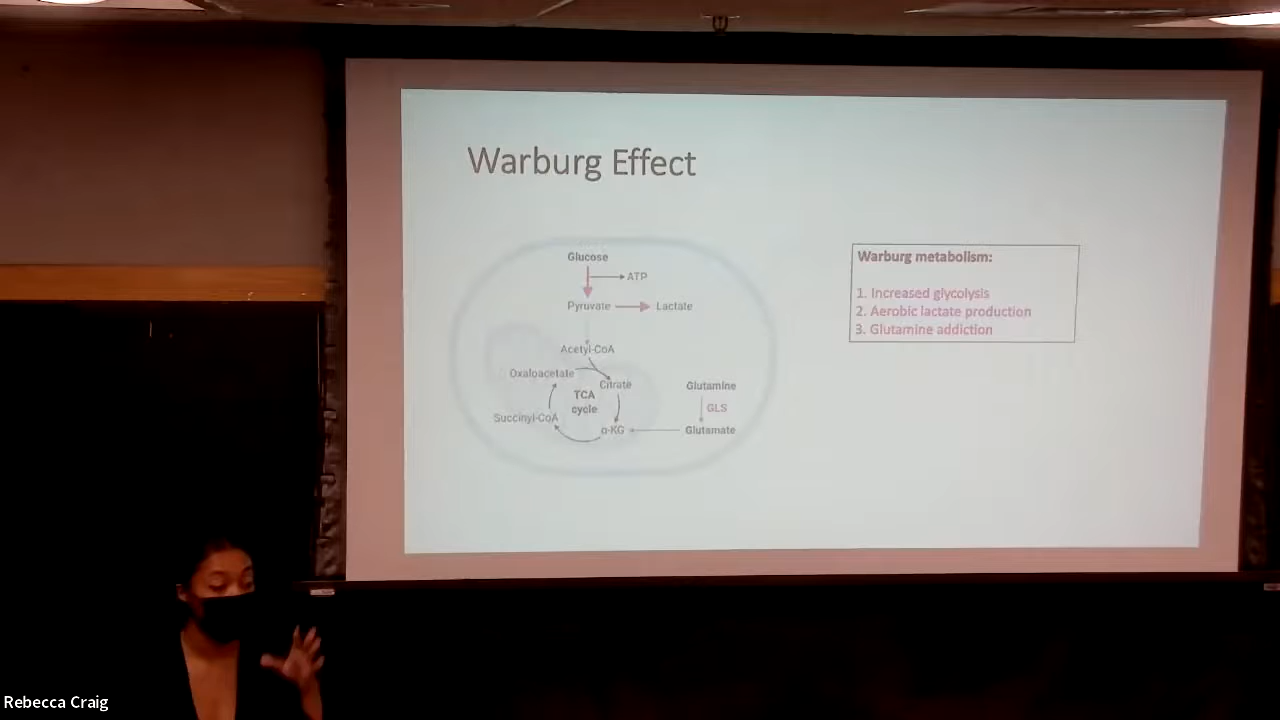 Warburg Effect
Glucose
ATP
Pyruvate
Lactate
Acetyl-CoA
Oxaloacetate
Citrate
TCA
cycle
Succinyl-CoA
α-KG
Glutamine
GLS
Glutamate
Warburg metabolism:
1. Increased glycolysis
2. Aerobic lactate production
3. Glutamine addiction
Rebecca Craig